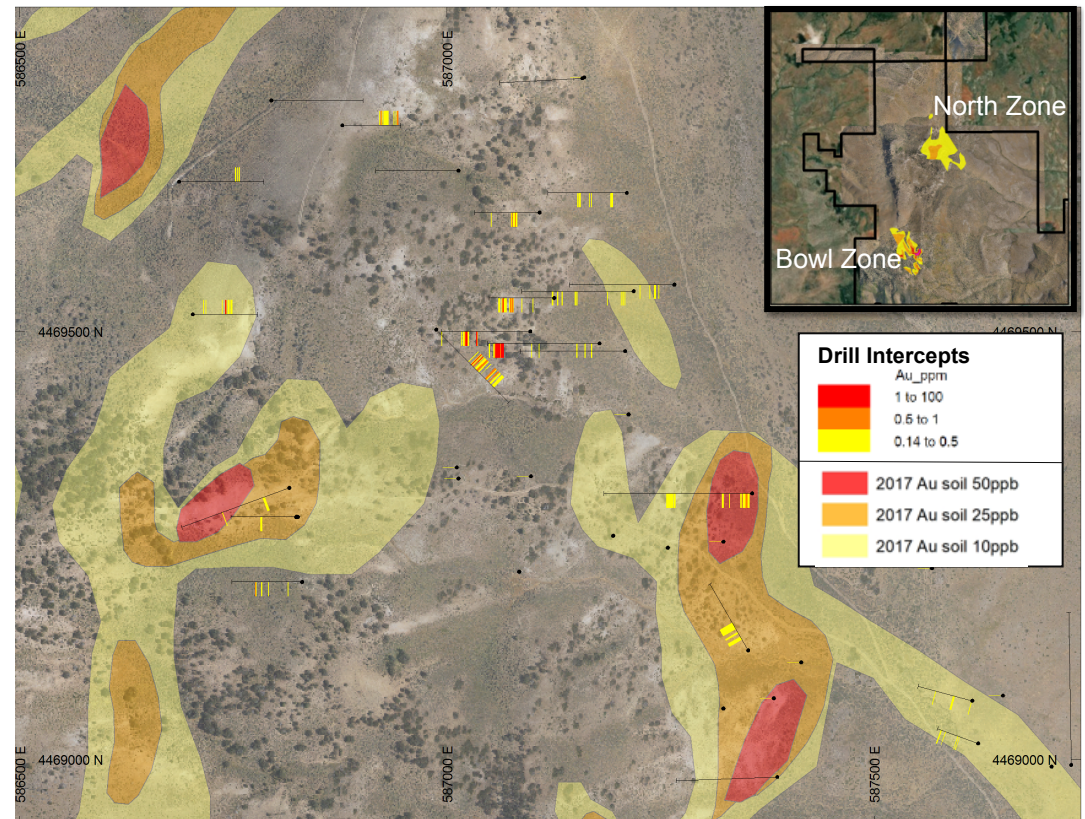 586500 E
587000 E
North Zone
Bowl Zone
4469500 N
4469500 N
Drill Intercepts
Au_ppm
1 to 100
0.5 to 1
0.14 to 0.5
2017 Au soil 50ppb
2017 Au soil 25ppb
2017 Au soil 10ppb
4469000 N
4469000 N
586500 E
587000 E
587500 E